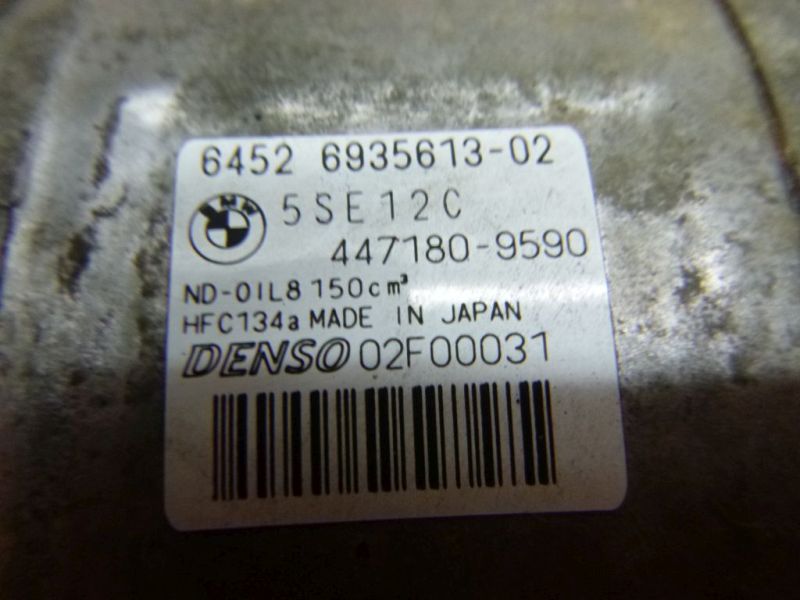 6452 6935613-02
BMW 5SE12C
447180-9590
ND-OIL8 150cm³
HFC134a MADE IN JAPAN
DENSO 02F00031